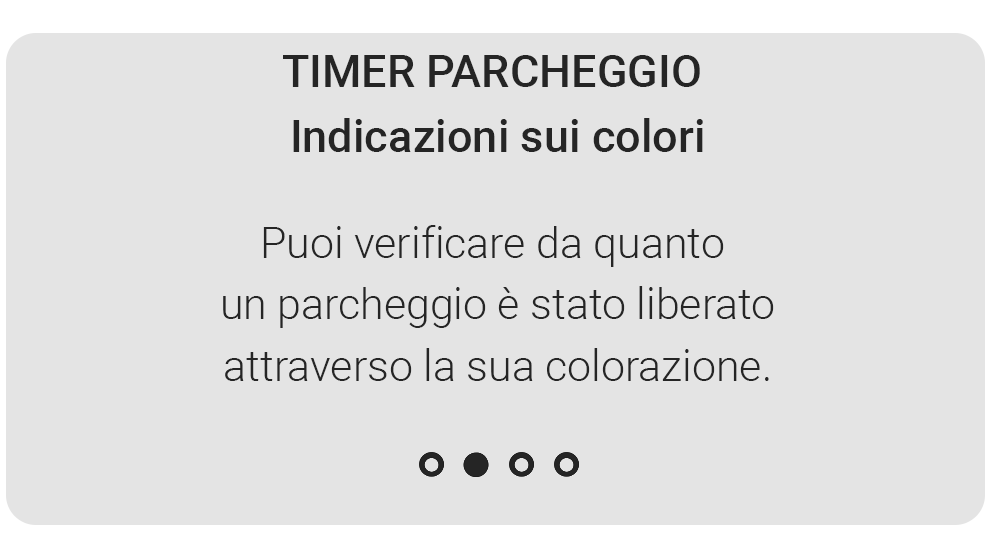 TIMER PARCHEGGIO
Indicazioni sui colori
Puoi verificare da quanto
un parcheggio è stato liberato
attraverso la sua colorazione.